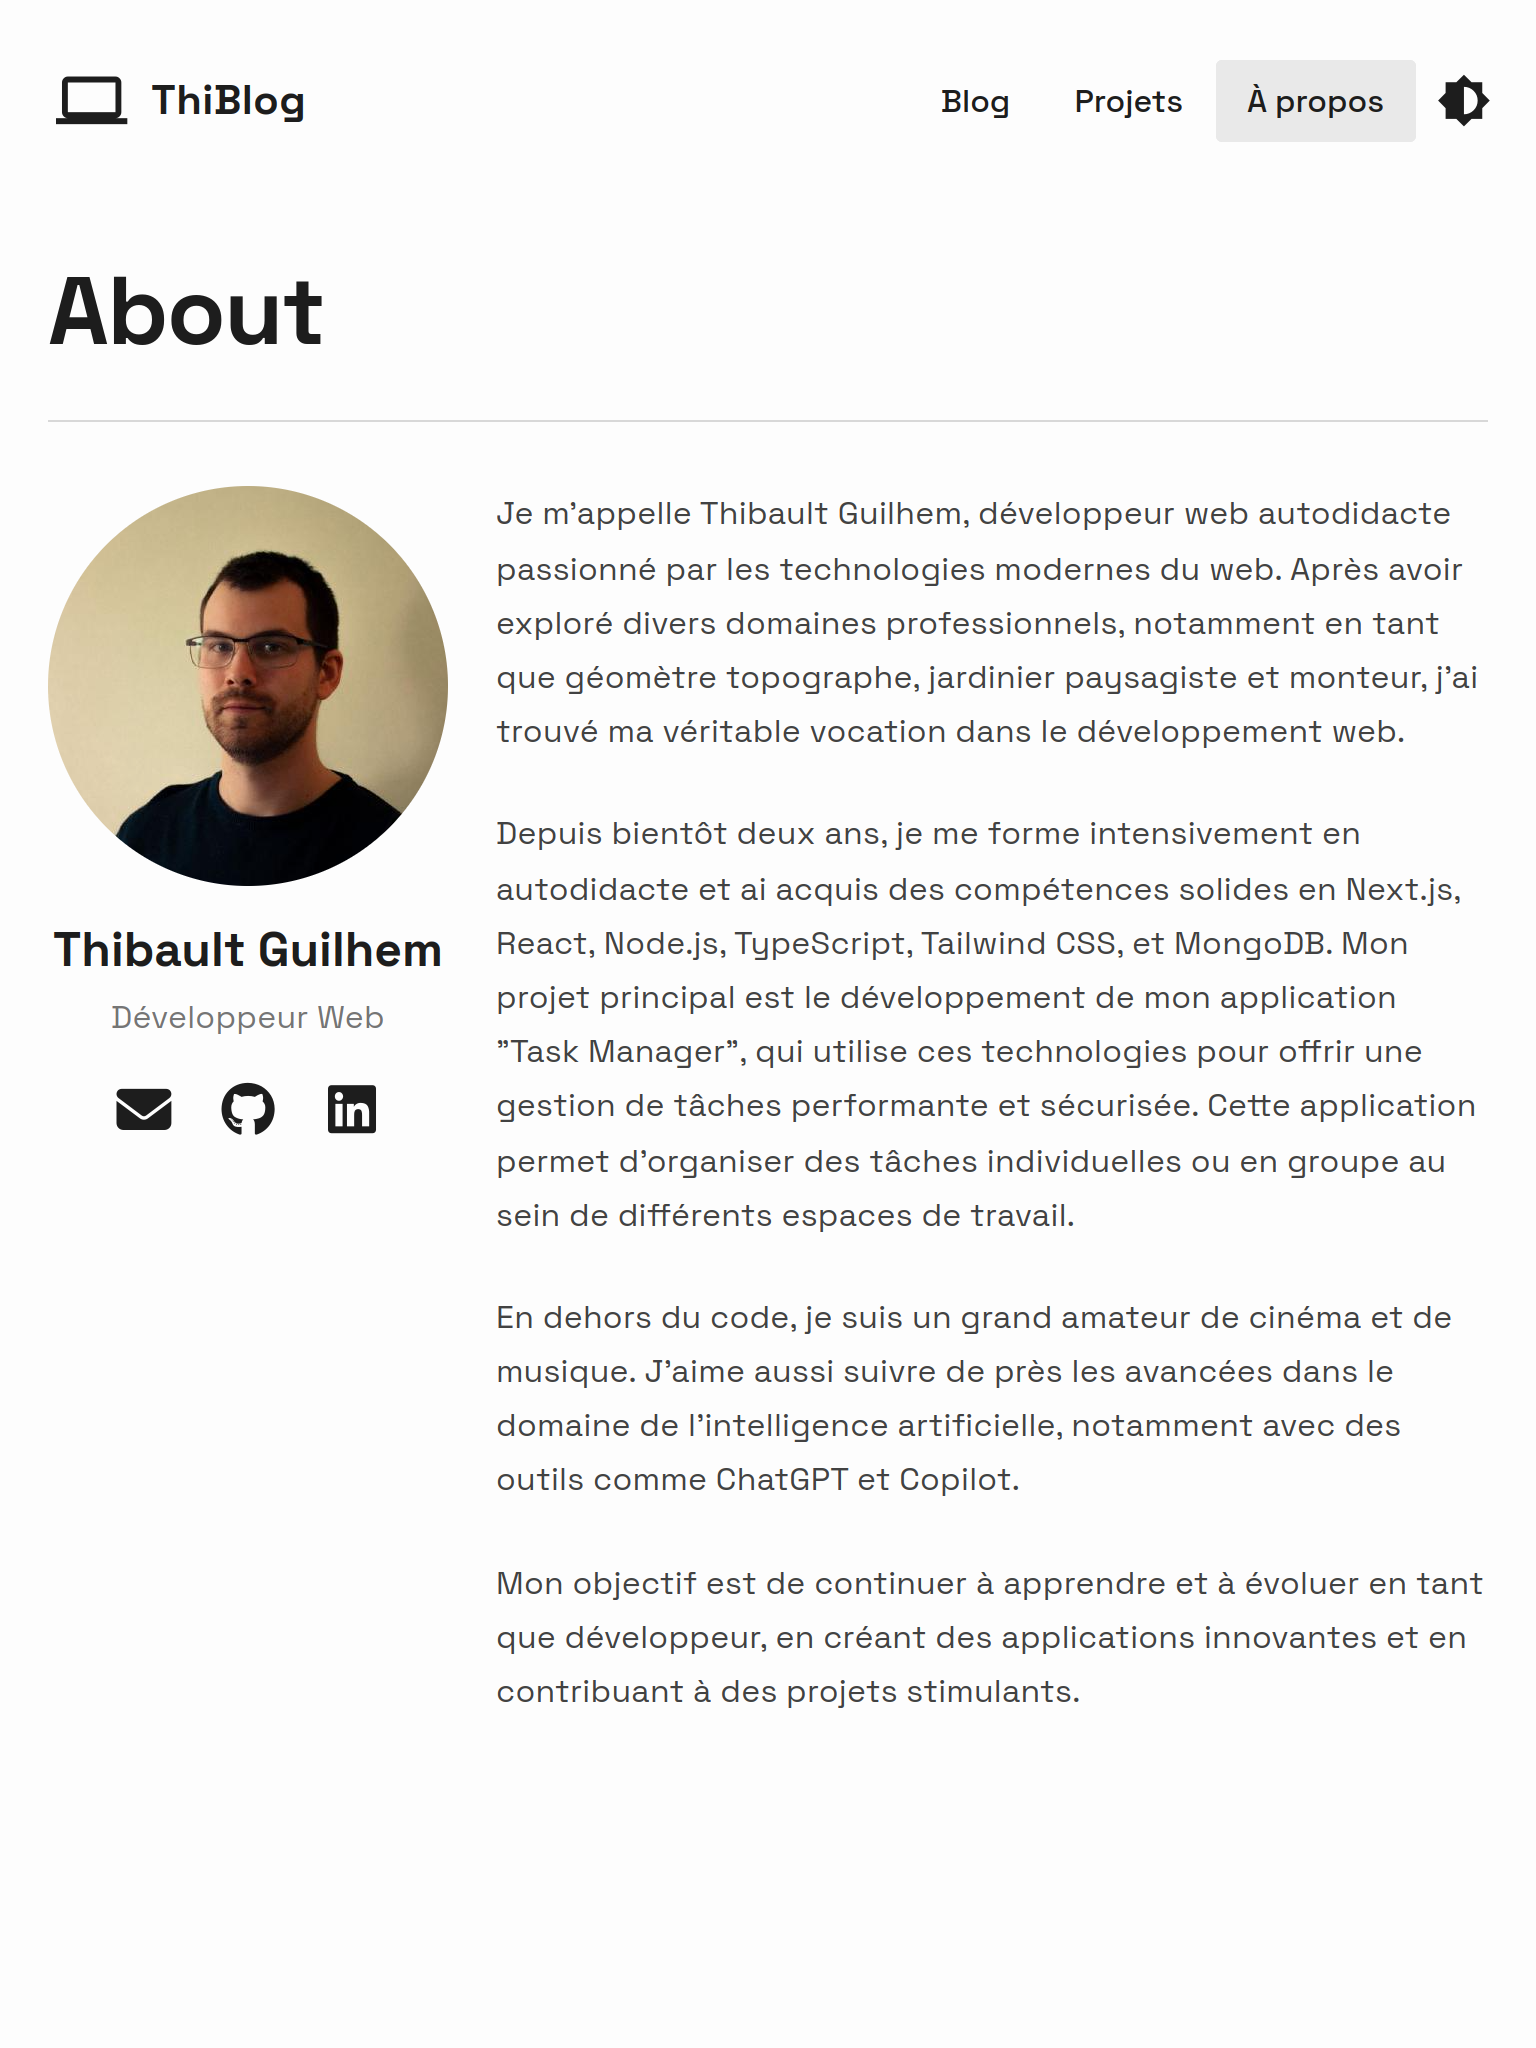 ThiBlog
Blog
Projets
À propos
About
Thibault Guilhem
Développeur Web
Je m’appelle Thibault Guilhem, développeur web autodidacte
passionné par les technologies modernes du web. Après avoir
exploré divers domaines professionnels, notamment en tant
que géomètre topographe, jardinier paysagiste et monteur, j’ai
trouvé ma véritable vocation dans le développement web.
Depuis bientôt deux ans, je me forme intensivement en
autodidacte et ai acquis des compétences solides en Next.js,
React, Node.js, TypeScript, Tailwind CSS, et MongoDB. Mon
projet principal est le développement de mon application
”Task Manager”, qui utilise ces technologies pour offrir une
gestion de tâches performante et sécurisée. Cette application
permet d’organiser des tâches individuelles ou en groupe au
sein de différents espaces de travail.
En dehors du code, je suis un grand amateur de cinéma et de
musique. J’aime aussi suivre de près les avancées dans le
domaine de l’intelligence artificielle, notamment avec des
outils comme ChatGPT et Copilot.
Mon objectif est de continuer à apprendre et à évoluer en tant
que développeur, en créant des applications innovantes et en
contribuant à des projets stimulants.